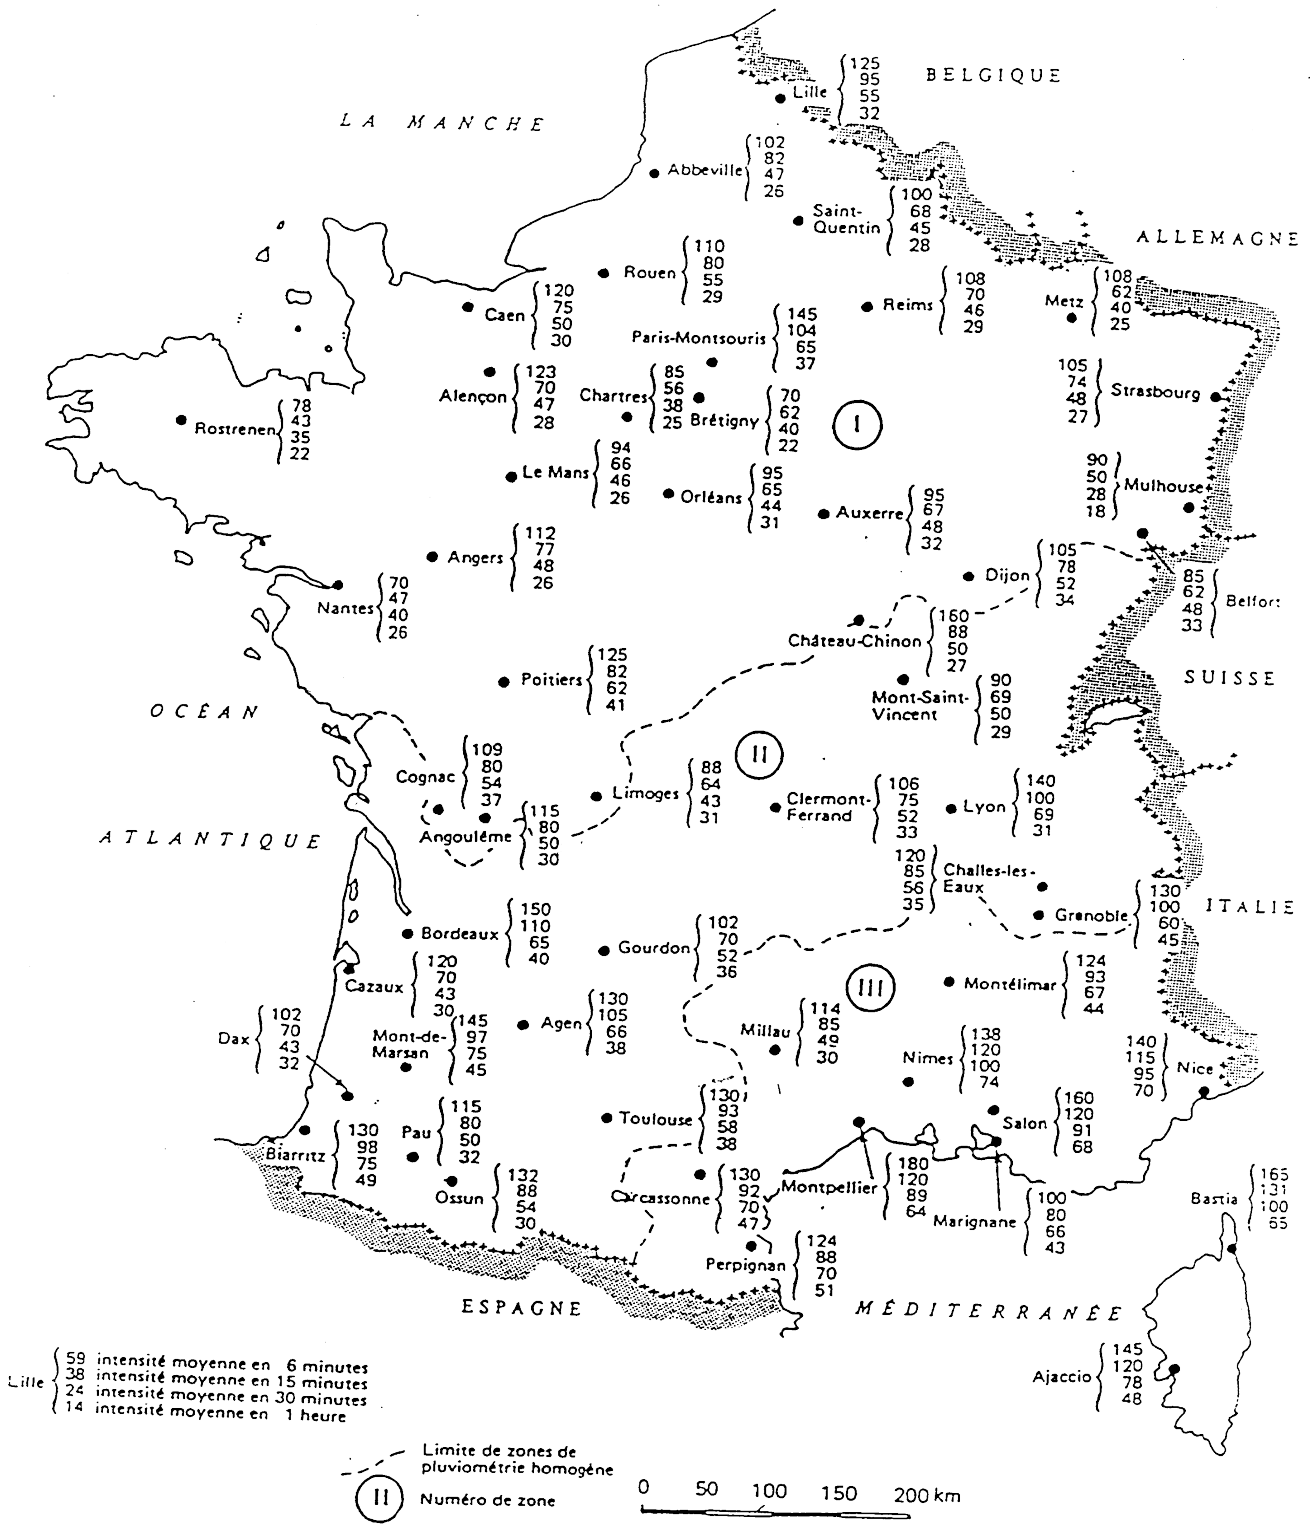 BELGIQUE
LA MANCHE
Lille
125
95
55
32
Abbeville
102
82
47
26
Saint-Quentin
100
68
45
28
ALLEMAGNE
Rouen
110
80
55
29
Caen
120
75
50
30
Reims
108
70
46
29
Metz
108
62
40
25
Paris-Montsouris
145
104
65
37
Alençon
123
70
47
28
Chartres
85
56
38
25
Brétigny
70
62
40
22
I
Strasbourg
105
74
48
27
Rostrenen
78
43
35
22
Le Mans
94
66
46
26
Orléans
95
65
44
31
Auxerre
95
67
48
32
Mulhouse
90
50
28
18
Angers
112
77
48
26
Dijon
105
78
52
34
Belfort
85
62
48
33
Nantes
70
47
40
26
Château-Chinon
160
88
50
27
Poitiers
125
82
62
41
Mont-Saint-
Vincent
90
69
50
29
SUISSE
OCÉAN
II
Cognac
109
80
54
37
Limoges
88
64
43
31
Clermont-
Ferrand
106
75
52
33
Lyon
140
100
69
31
ATLANTIQUE
Angoulême
115
80
50
30
Challes-les-
Eaux
120
85
56
35
Grenoble
130
100
60
45
ITALIE
Bordeaux
150
110
65
40
Gourdon
102
70
52
36
Cazaux
120
70
43
30
III
Montélimar
124
93
67
44
Dax
102
70
43
32
Mont-de-
Marsan
145
97
75
45
Agen
130
105
66
38
Millau
114
85
49
30
Nimes
138
120
100
74
Nice
140
115
95
70
Toulouse
130
93
58
38
Salon
160
120
91
68
Biarritz
130
98
75
49
Pau
115
80
50
32
Ossun
132
88
54
30
Carcassonne
130
92
70
47
Montpellier
180
120
89
64
Marignane
100
80
66
43
Bastia
165
131
100
65
Perpignan
124
88
70
51
ESPAGNE
MÉDITERRANÉE
Ajaccio
145
120
78
48
Lille
59 intensité moyenne en 6 minutes
38 intensité moyenne en 15 minutes
24 intensité moyenne en 30 minutes
14 intensité moyenne en 1 heure
Limite de zones de
pluviométrie homogène
II Numéro de zone
0 50 100 150 200 km